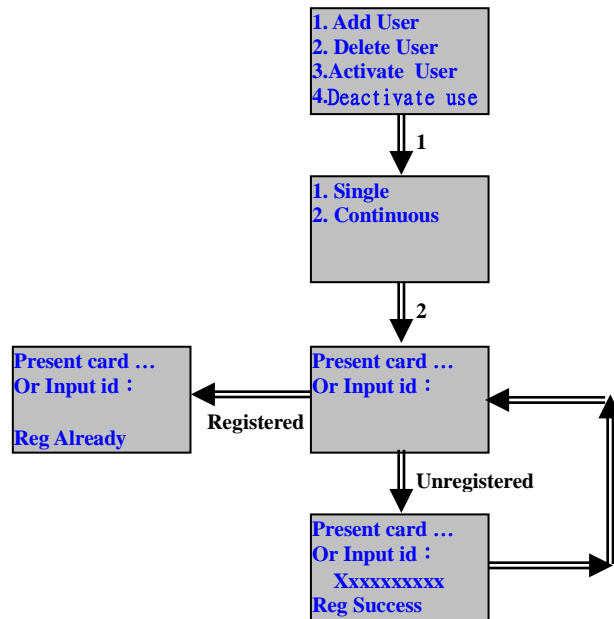 1. Add User
2. Delete User
3.Activate  User
4.Deactivate use
1
1. Single
2. Continuous
2
Present card …
Or Input id：
Reg Already
Registered
Present card …
Or Input id：
Unregistered
Present card …
Or Input id：
Xxxxxxxxxx
Reg Success